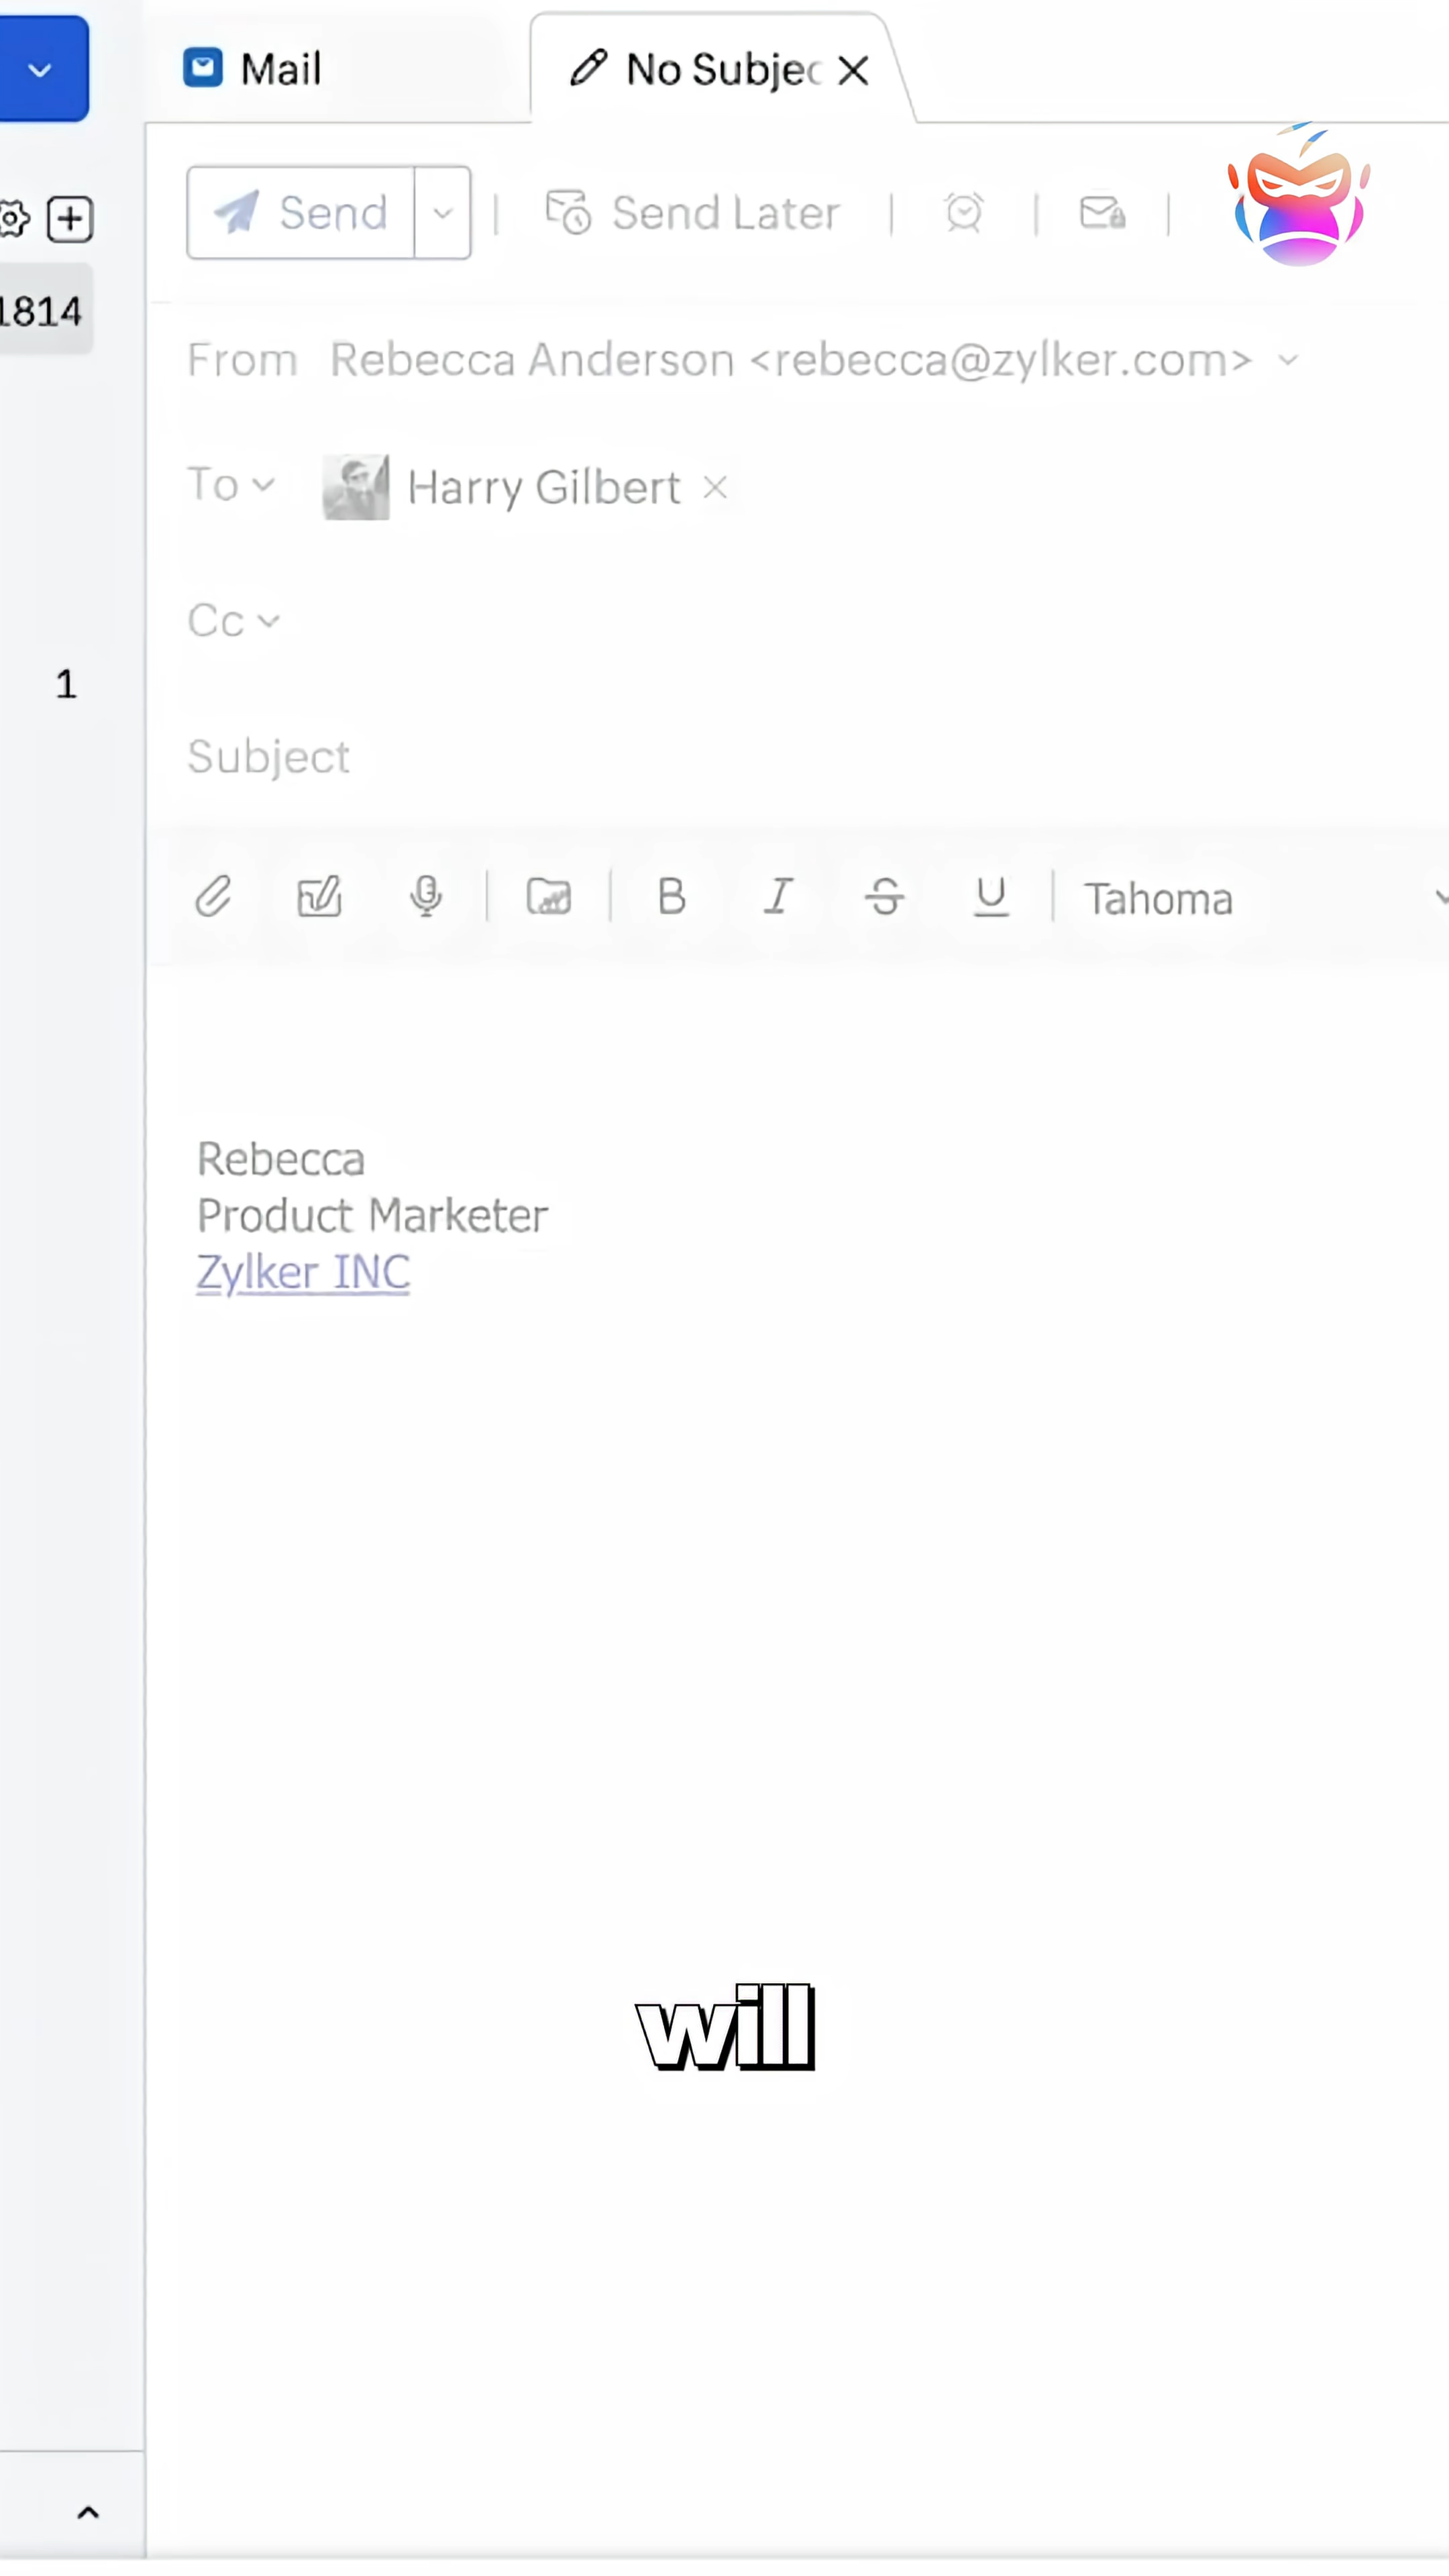 Mail
No Subjec
Send
Send Later
1814
From Rebecca Anderson <rebecca@zylker.com>
To Harry Gilbert
Cc
1
Subject
B I S U Tahoma
Rebecca
Product Marketer
Zylker INC
will